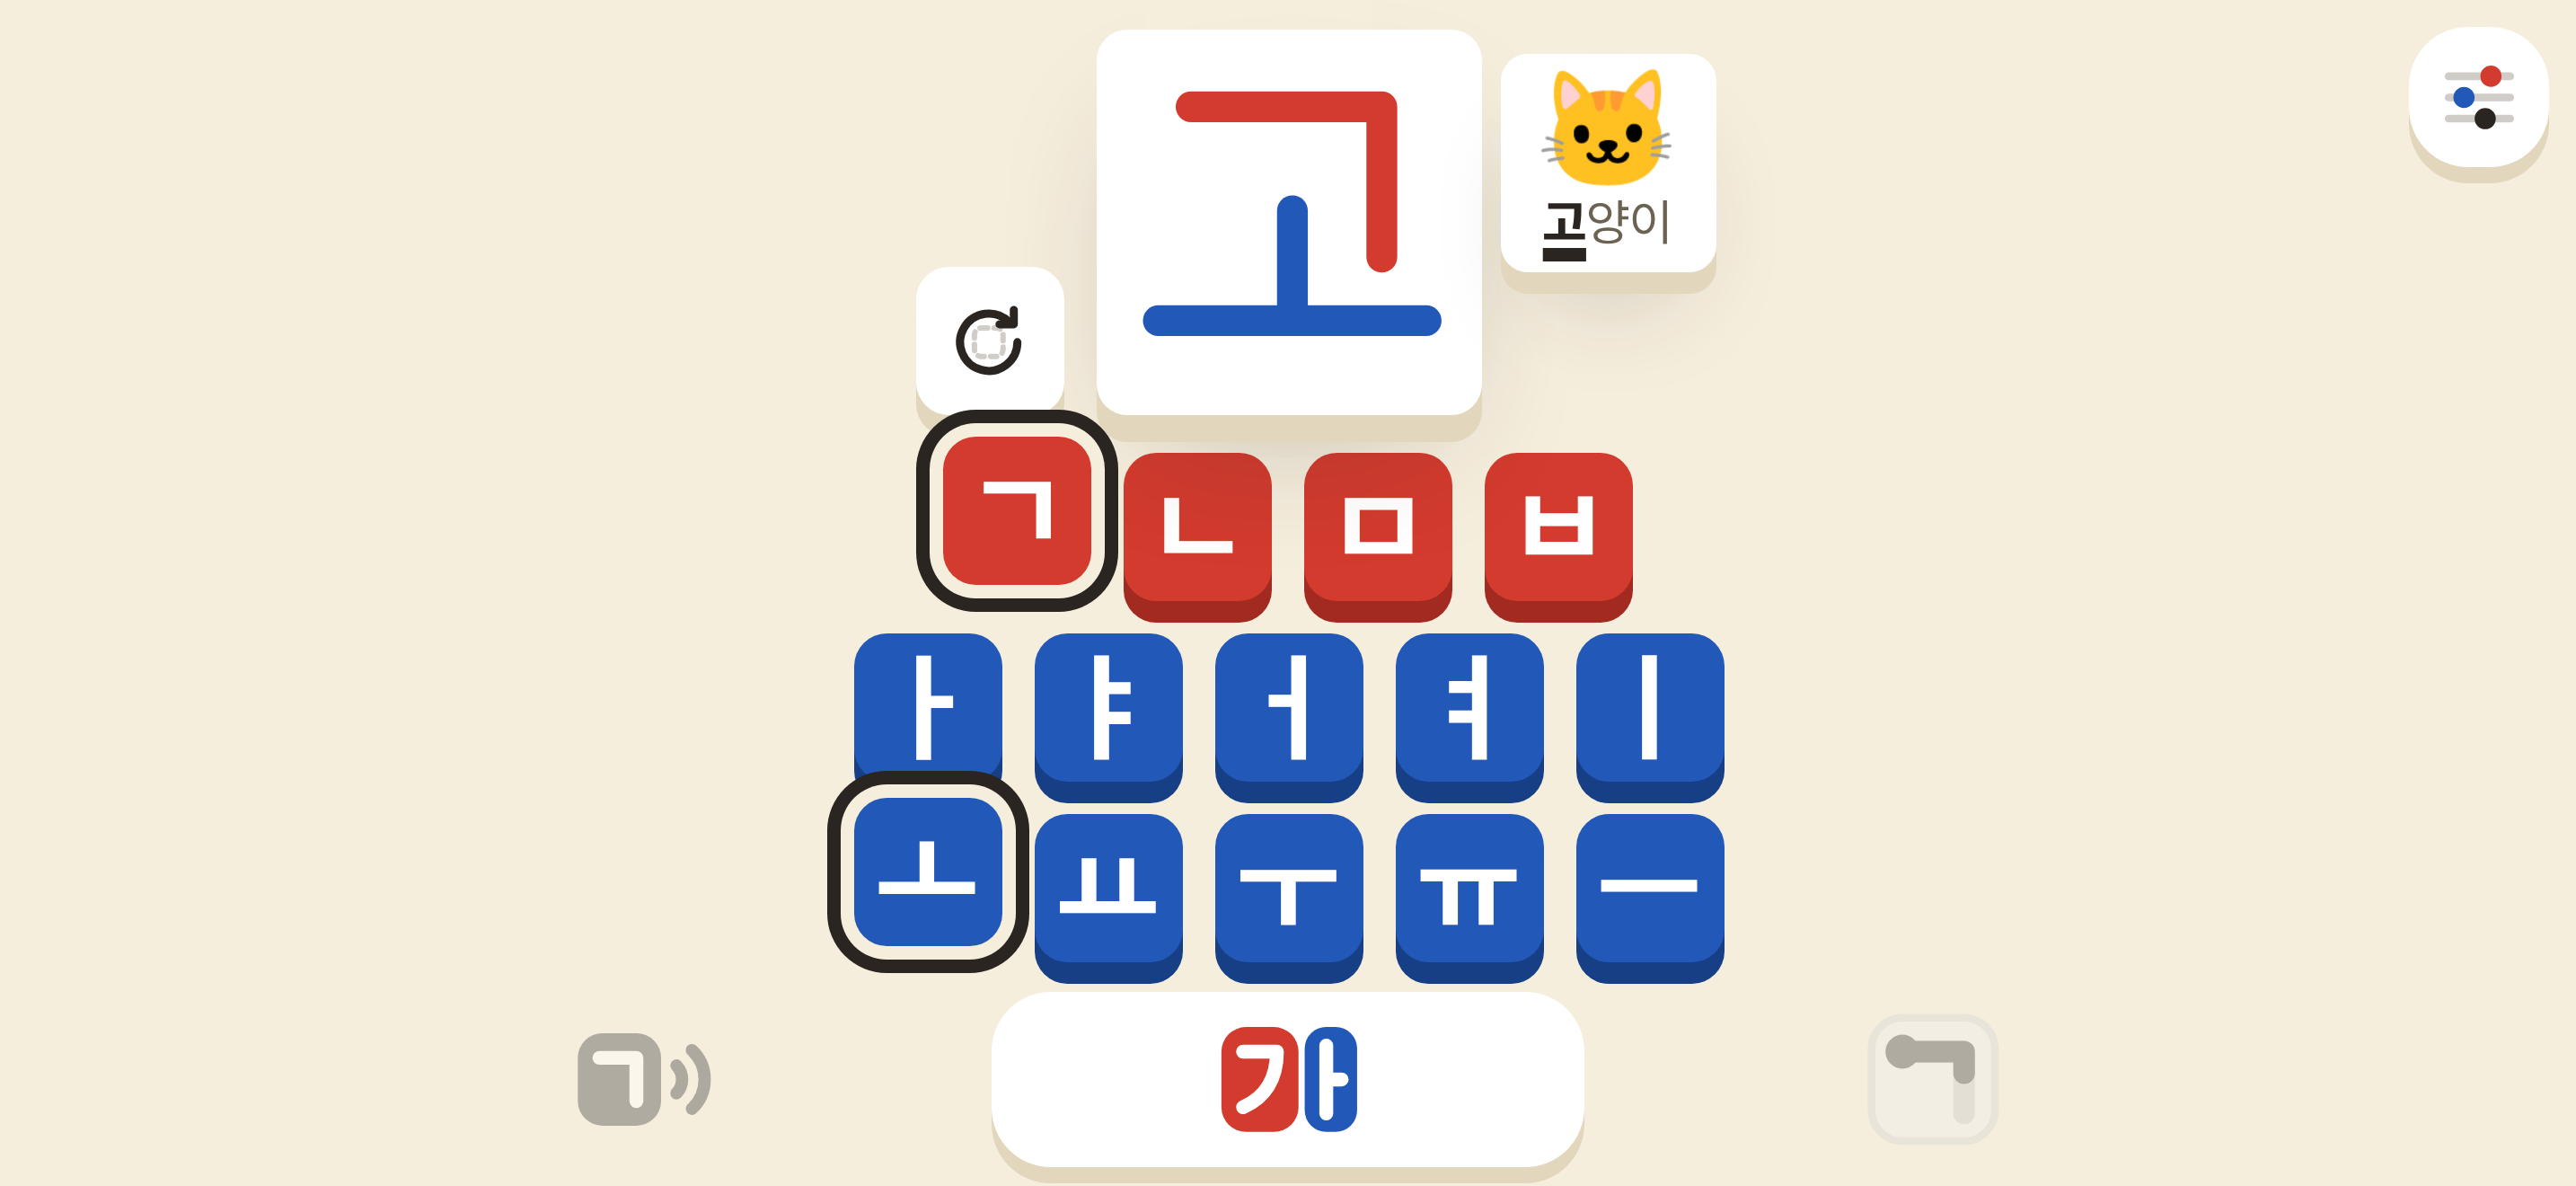 고
고양이
ㄱ ㄴ ㅁ ㅂ
ㅏ ㅑ ㅓ ㅕ ㅣ
ㅗ ㅛ ㅜ ㅠ ㅡ
ㄱ 가 ㄱ